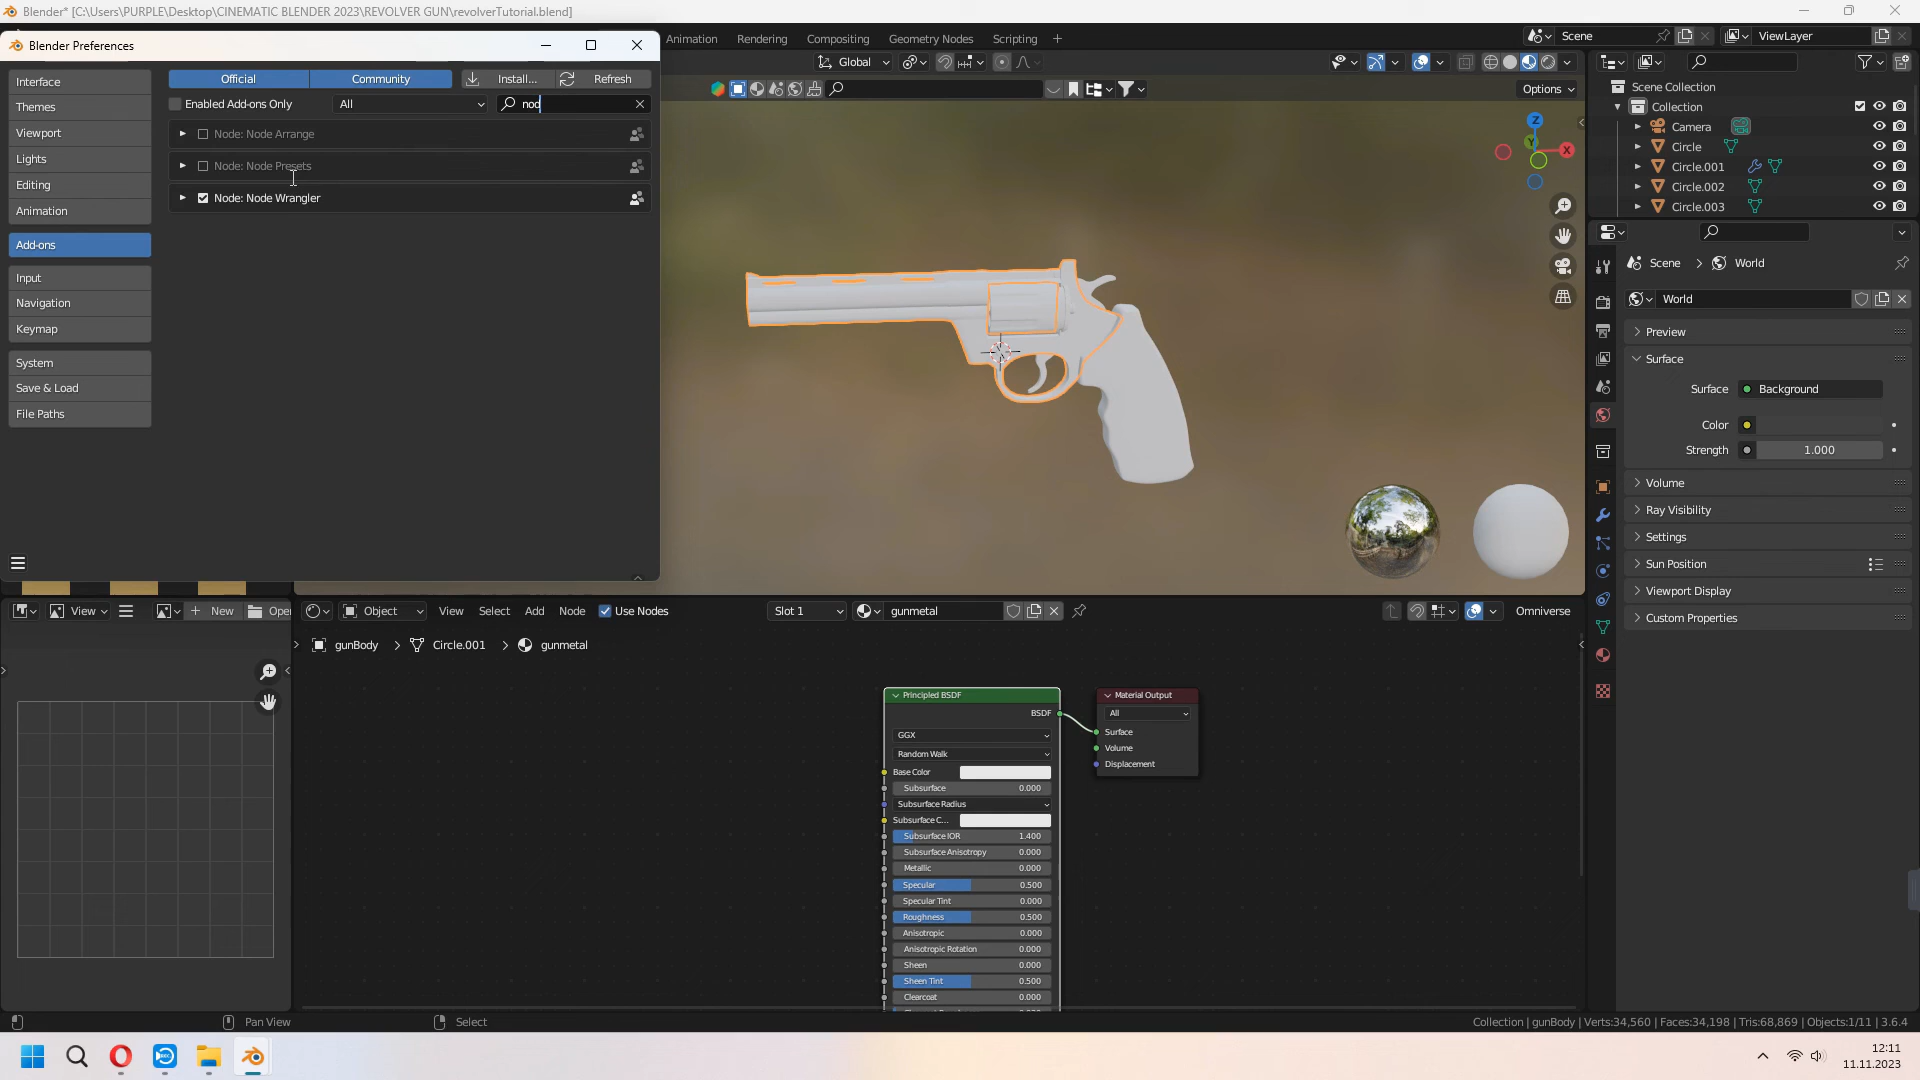 Blender* [C:\Users\PURPLE\Desktop\CINEMATIC BLENDER 2023\REVOLVER GUN\revolverTutorial.blend]
Blender Preferences
Animation Rendering Compositing Geometry Nodes Scripting + Scene ViewLayer
Interface
Themes
Viewport
Lights
Editing
Animation
Add-ons
Input
Navigation
Keymap
System
Save & Load
File Paths
Official Community Install... Refresh
Enabled Add-ons Only All nod
Node: Node Arrange
Node: Node Presets
Node: Node Wrangler
Global
Options
Z
Y
X
Scene Collection
Collection
Camera
Circle
Circle.001
Circle.002
Circle.003
Scene > World
World
Preview
Surface
Surface Background
Color
Strength 1.000
Volume
Ray Visibility
Settings
Sun Position
Viewport Display
Custom Properties
View + New Open
Object View Select Add Node Use Nodes Slot 1 gunmetal Omniverse
gunBody > Circle.001 > gunmetal
Principled BSDF
BSDF
GGX
Random Walk
Base Color
Subsurface 0.000
Subsurface Radius
Subsurface C...
Subsurface IOR 1.400
Subsurface Anisotropy 0.000
Metallic 0.000
Specular 0.500
Specular Tint 0.000
Roughness 0.500
Anisotropic 0.000
Anisotropic Rotation 0.000
Sheen 0.000
Sheen Tint 0.500
Clearcoat 0.000
Material Output
All
Surface
Volume
Displacement
Pan View Select Collection | gunBody | Verts:34,560 | Faces:34,198 | Tris:68,869 | Objects:1/11 | 3.6.4
12:11
11.11.2023